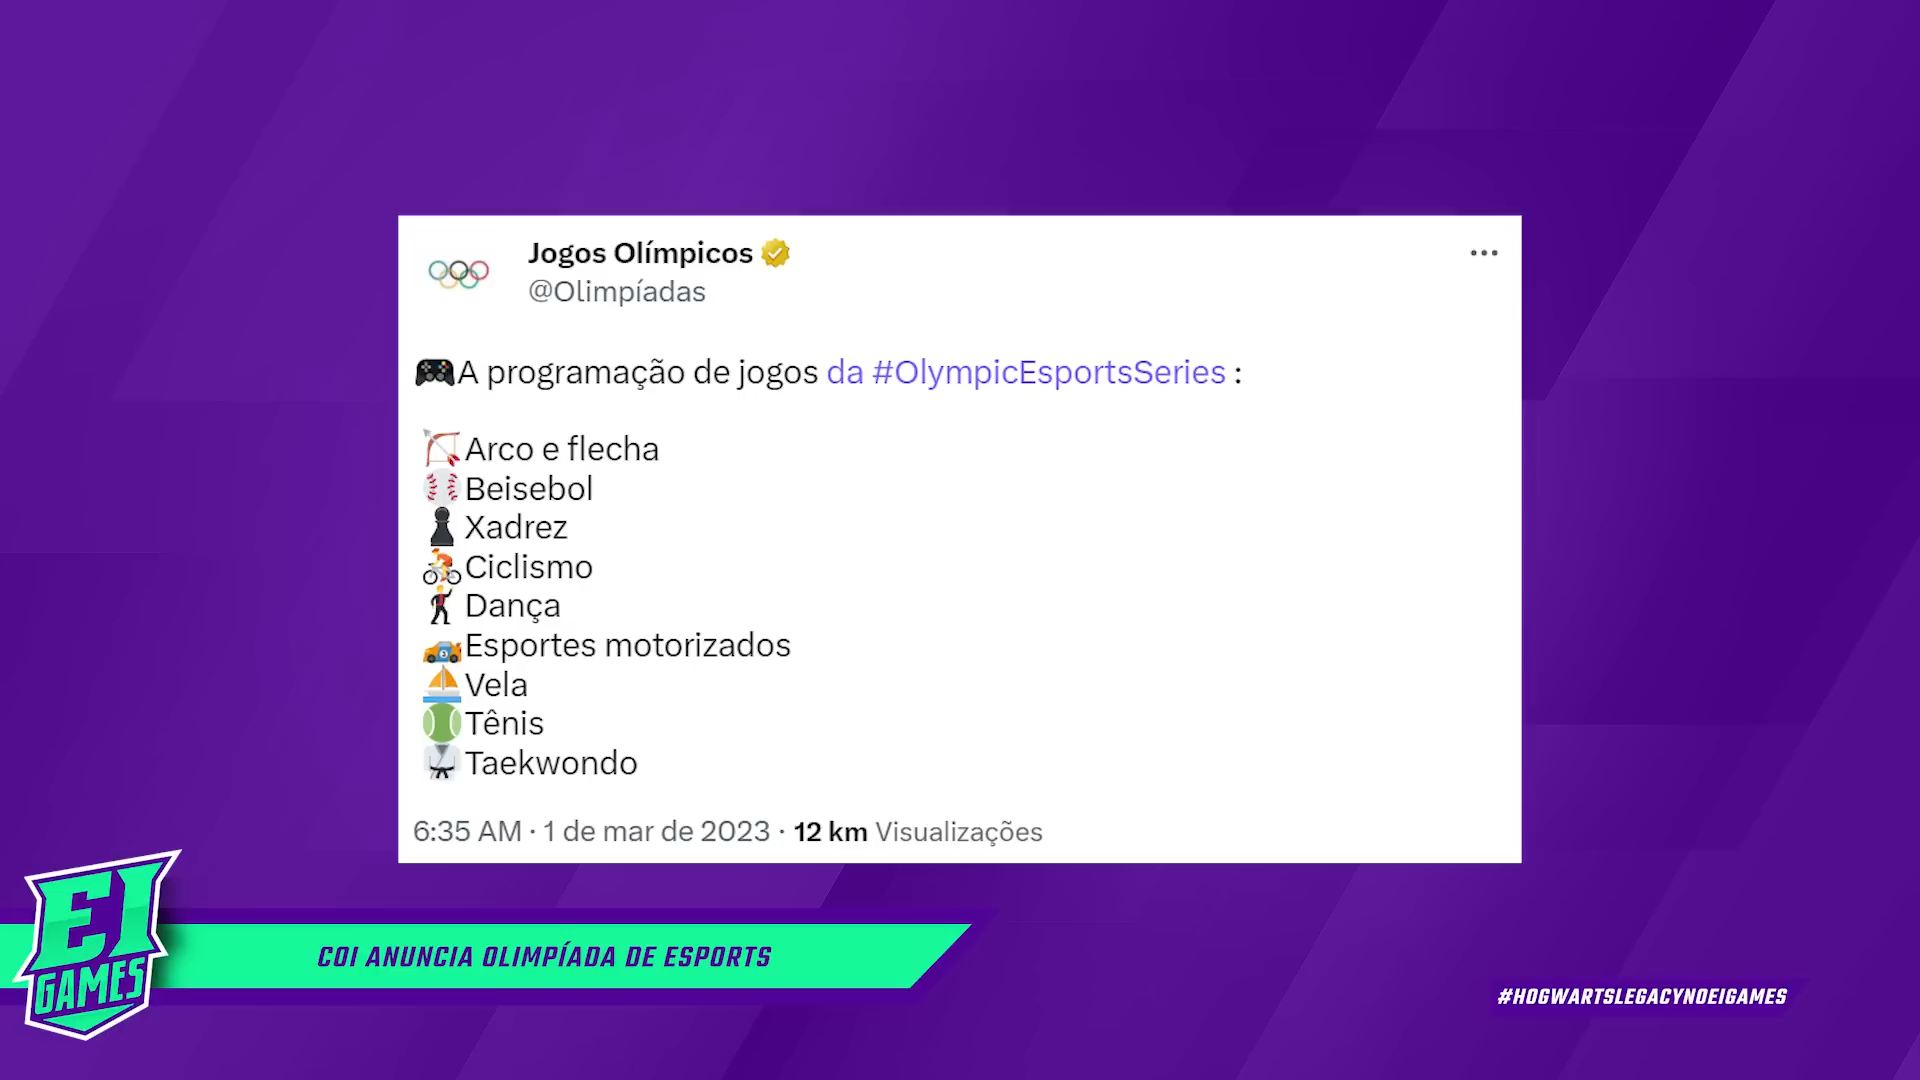 Jogos Olímpicos
@Olimpíadas
A programação de jogos da #OlympicEsportsSeries :
Arco e flecha
Beisebol
Xadrez
Ciclismo
Dança
Esportes motorizados
Vela
Tênis
Taekwondo
6:35 AM · 1 de mar de 2023 · 12 km Visualizações
EI
GAMES
COI ANUNCIA OLIMPÍADA DE ESPORTS
#HOGWARTSLEGACYNOEIGAMES